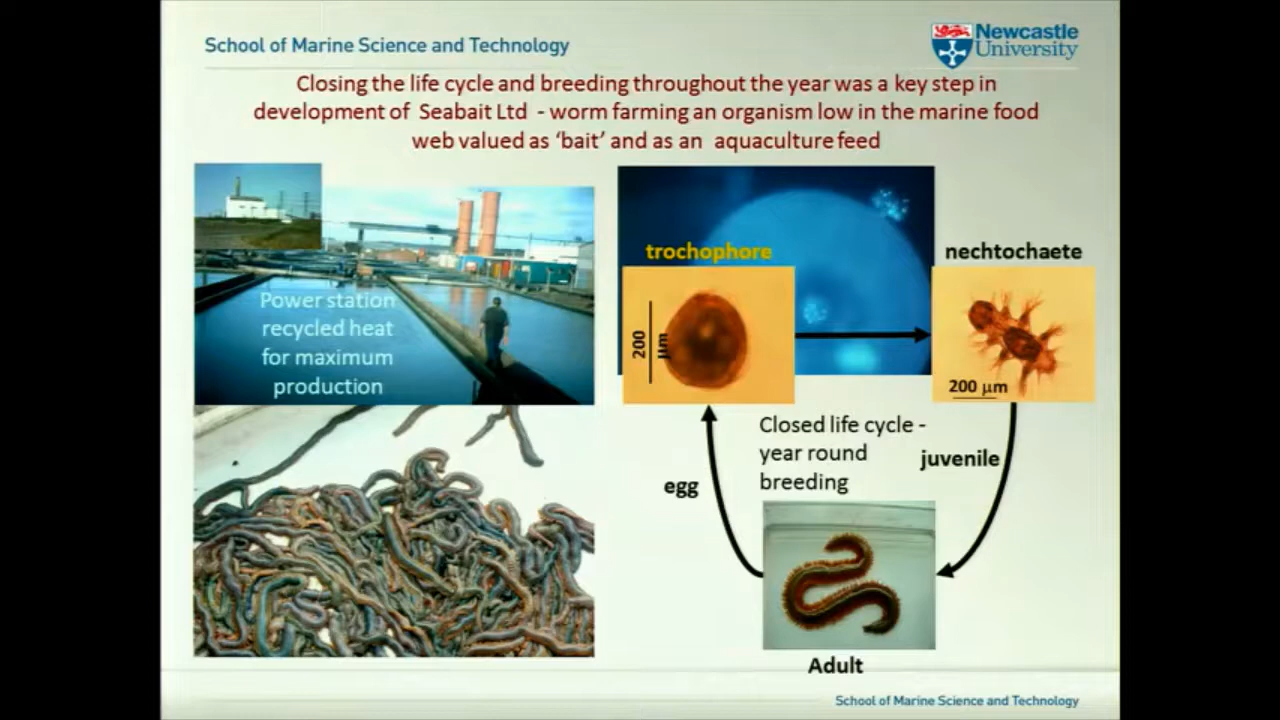 School of Marine Science and Technology
Newcastle
University
Closing the life cycle and breeding throughout the year was a key step in
development of Seabait Ltd - worm farming an organism low in the marine food
web valued as ‘bait’ and as an aquaculture feed
trochophore
nechtochaete
Power station
recycled heat
for maximum
production
200
µm
200 µm
Closed life cycle -
year round
breeding
juvenile
egg
Adult
School of Marine Science and Technology